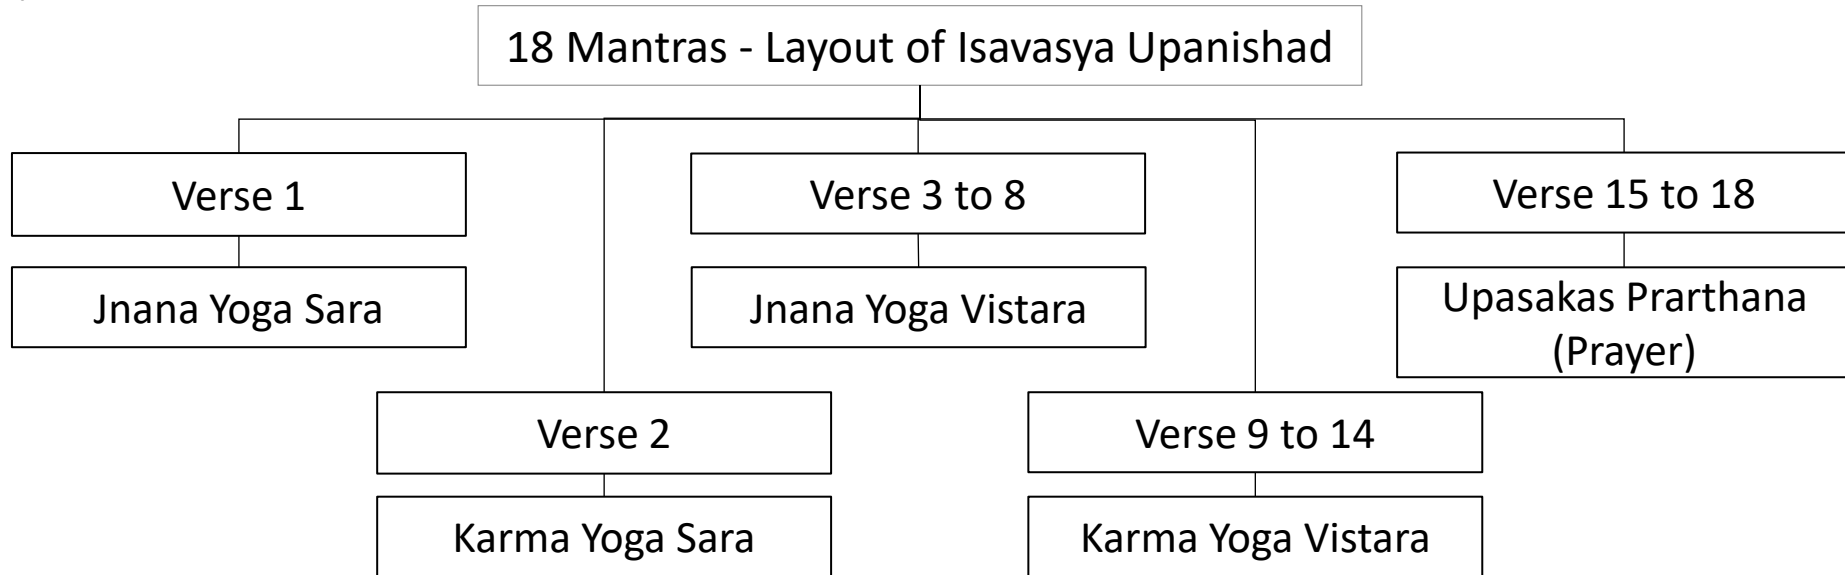 18 Mantras - Layout of Isavasya Upanishad
Verse 1
Jnana Yoga Sara
Verse 2
Karma Yoga Sara
Verse 3 to 8
Jnana Yoga Vistara
Verse 9 to 14
Karma Yoga Vistara
Verse 15 to 18
Upasakas Prarthana
(Prayer)